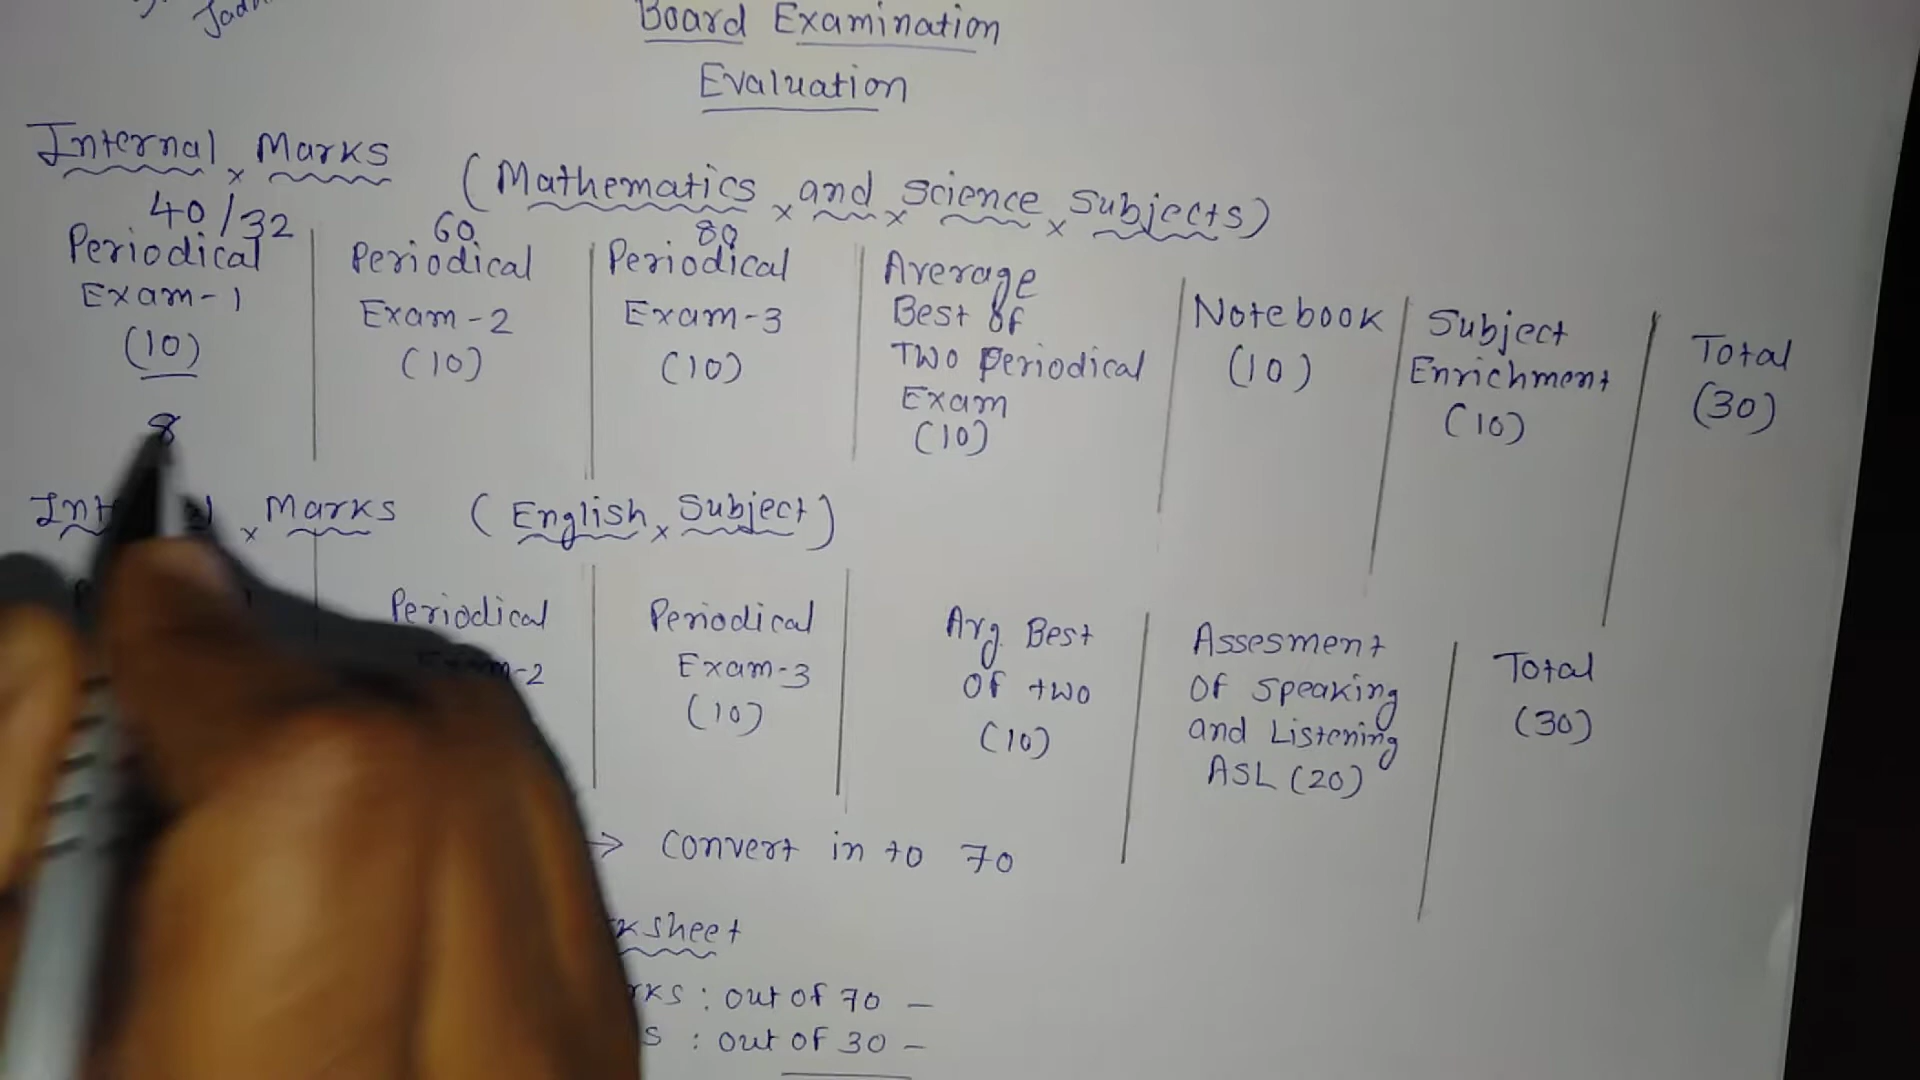 Board Examination
Evaluation
Internal Marks (Mathematics and Science Subjects)
40/32
Periodical
Exam-1
(10)
8
60
Periodical
Exam-2
(10)
80
Periodical
Exam-3
(10)
Average
Best of
Two Periodical
Exam
(10)
Notebook
(10)
Subject
Enrichment
(10)
Total
(30)
Marks (English Subject)
Periodical
Exam-2
Periodical
Exam-3
(10)
Avg. Best
Of two
(10)
Assesment
Of Speaking
and Listening
ASL (20)
Total
(30)
→ Convert in to 70
: out of 70 –
: out of 30 –